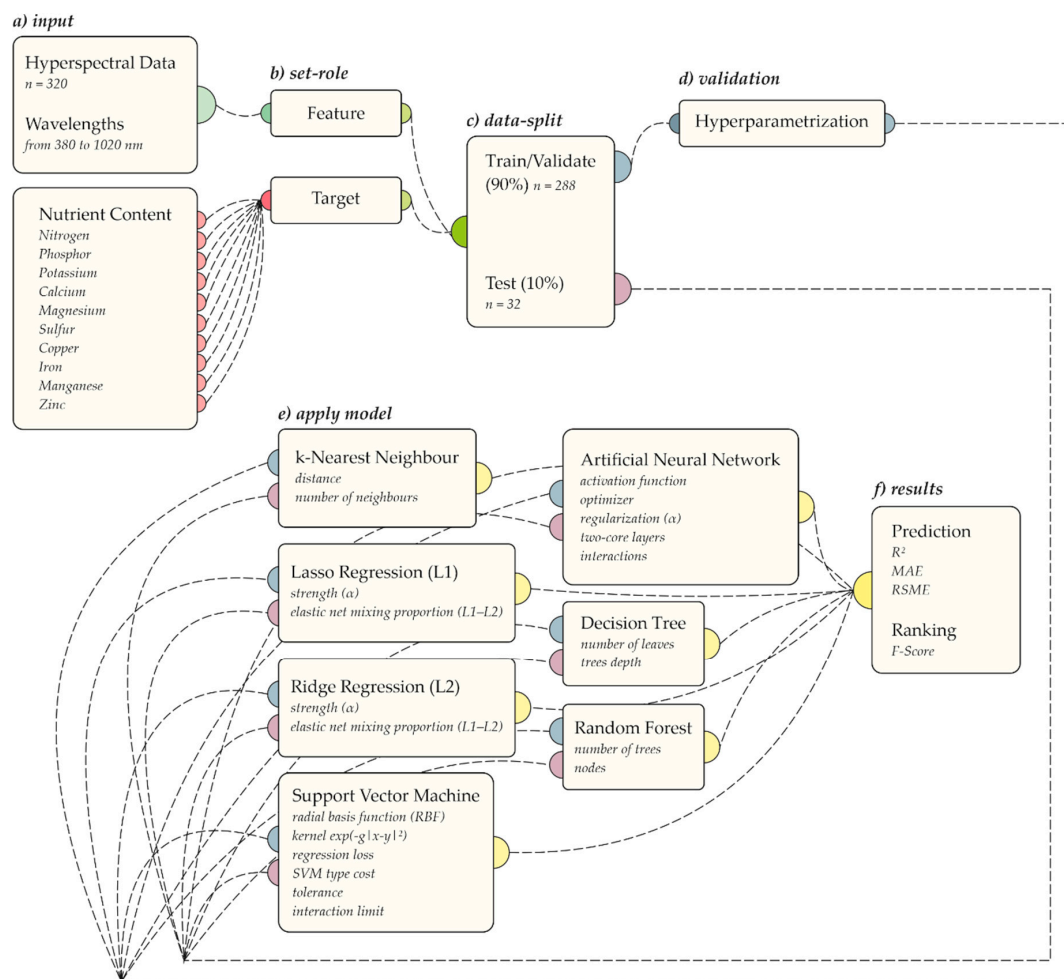 a) input
Hyperspectral Data
n = 320
Wavelengths
from 380 to 1020 nm
Nutrient Content
Nitrogen
Phosphor
Potassium
Calcium
Magnesium
Sulfur
Copper
Iron
Manganese
Zinc
b) set-role
Feature
Target
c) data-split
Train/Validate
(90%) n = 288
Test (10%)
n = 32
d) validation
Hyperparametrization
e) apply model
k-Nearest Neighbour
distance
number of neighbours
Lasso Regression (L1)
strength (α)
elastic net mixing proportion (L1–L2)
Ridge Regression (L2)
strength (α)
elastic net mixing proportion (L1–L2)
Support Vector Machine
radial basis function (RBF)
kernel exp(-g|x-y|²)
regression loss
SVM type cost
tolerance
interaction limit
Artificial Neural Network
activation function
optimizer
regularization (α)
two-core layers
interactions
Decision Tree
number of leaves
trees depth
Random Forest
number of trees
nodes
f) results
Prediction
R²
MAE
RSME
Ranking
F-Score